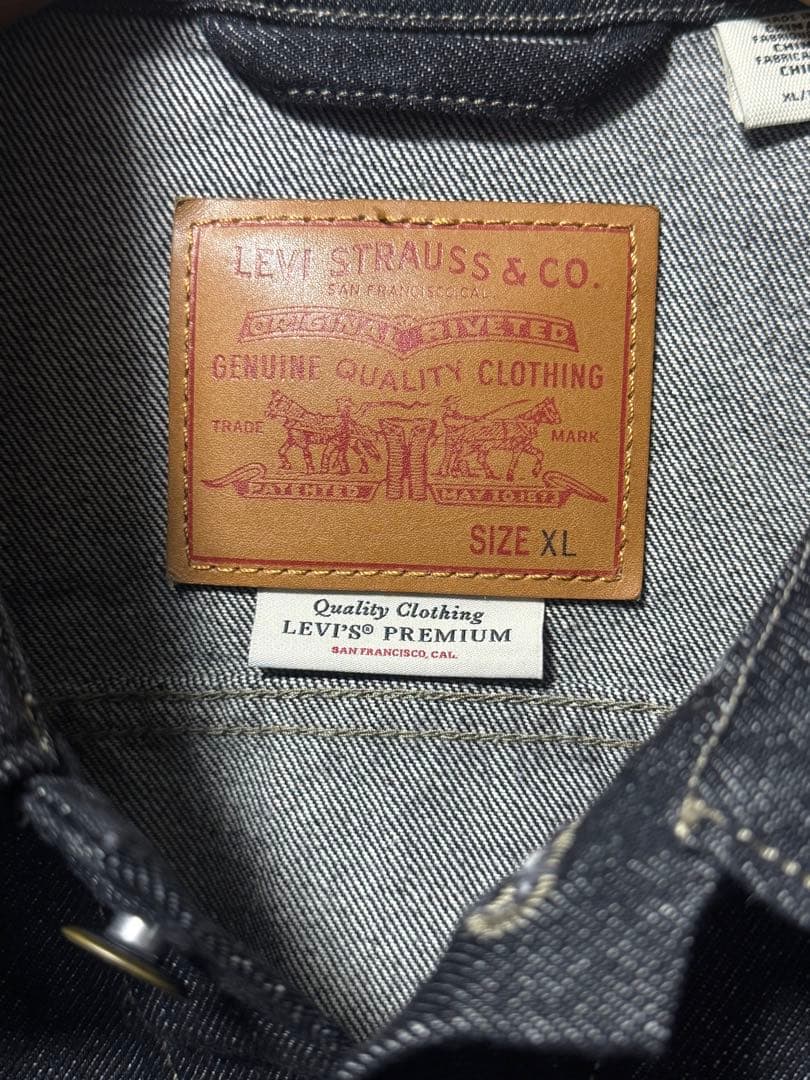 LEVI STRAUSS & CO.
SAN FRANCISCO, CAL.
ORIGINAL RIVETED
GENUINE QUALITY CLOTHING
TRADE MARK
PATENTED MAY 20 1873
SIZE XL
Quality Clothing
LEVI'S® PREMIUM
SAN FRANCISCO, CAL.
XL/